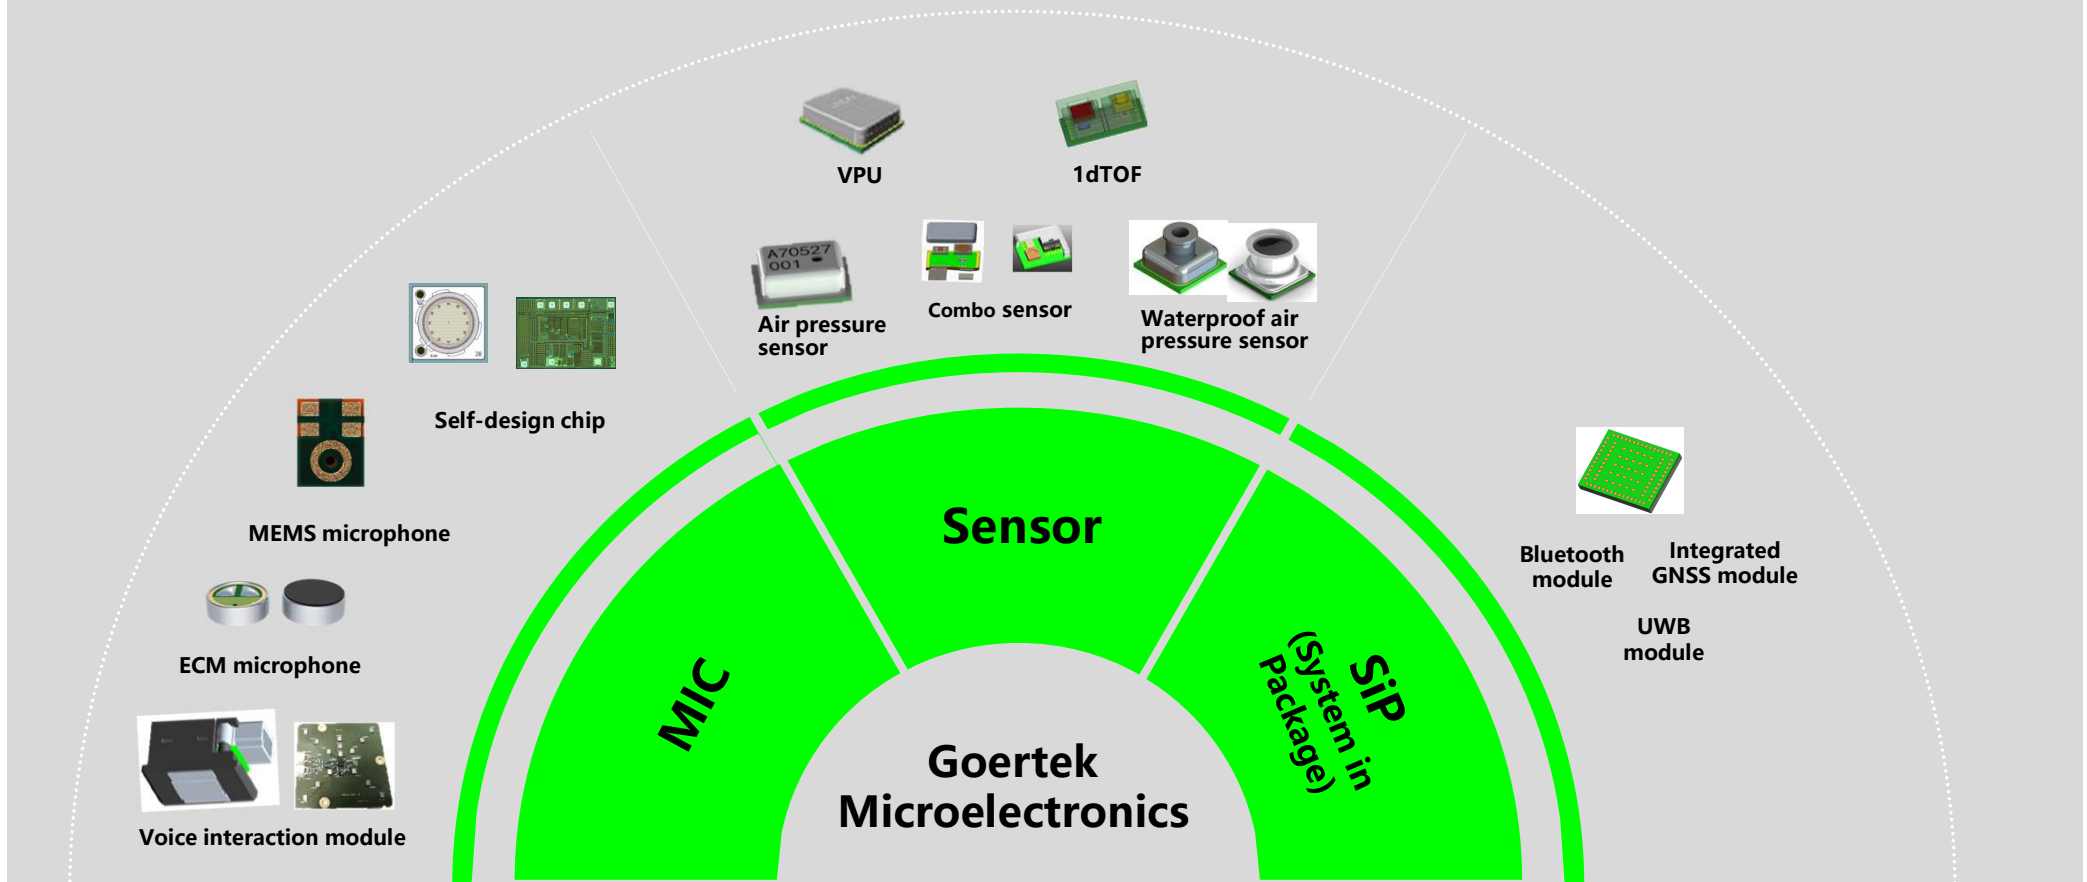 VPU
1dTOF
A70527
001
Air pressure
sensor
Combo sensor
Waterproof air
pressure sensor
Self-design chip
MEMS microphone
ECM microphone
Voice interaction module
Bluetooth
module
Integrated
GNSS module
UWB
module
MIC
Sensor
SiP
(System in
Package)
Goertek
Microelectronics